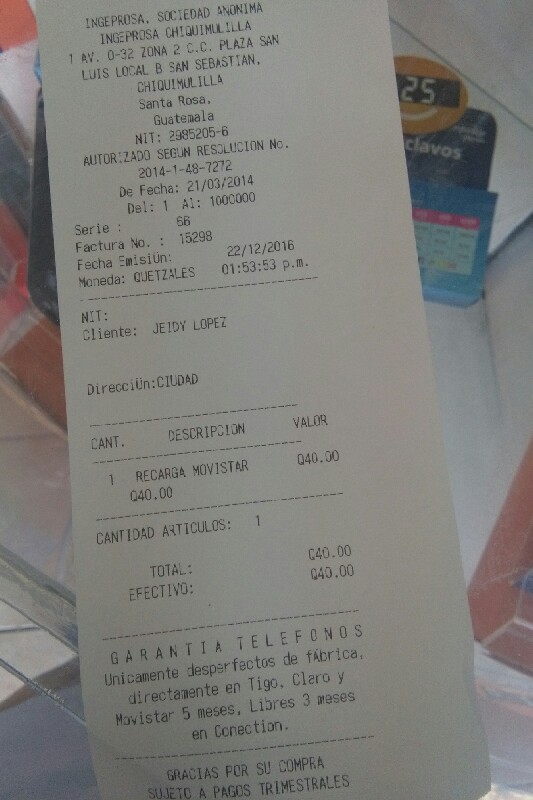 INGEPROSA, SOCIEDAD ANONIMA
INGEPROSA CHIQUIMULILLA
1 AV. 0-32 ZONA 2 C.C. PLAZA SAN
LUIS LOCAL B SAN SEBASTIAN,
CHIQUIMULILLA
Santa Rosa,
Guatemala
NIT: 2985205-6
AUTORIZADO SEGUN RESOLUCION No.
2014-1-48-7272
De Fecha: 21/03/2014
Del: 1 Al: 1000000
Serie : 66
Factura No. : 15298
Fecha EmisiÜn: 22/12/2016
Moneda: QUETZALES 01:53:53 p.m.
NIT:
Cliente: JEIDY LOPEZ
DirecciÜn:CIUDAD
CANT. DESCRIPCION VALOR
1 RECARGA MOVISTAR Q40.00
Q40.00
CANTIDAD ARTICULOS: 1
TOTAL: Q40.00
EFECTIVO: Q40.00
GARANTIA TELEFONOS
Unicamente desperfectos de fÁbrica,
directamente en Tigo, Claro y
Movistar 5 meses, Libres 3 meses
en Conection.
GRACIAS POR SU COMPRA
SUJETO A PAGOS TRIMESTRALES
25
clavos